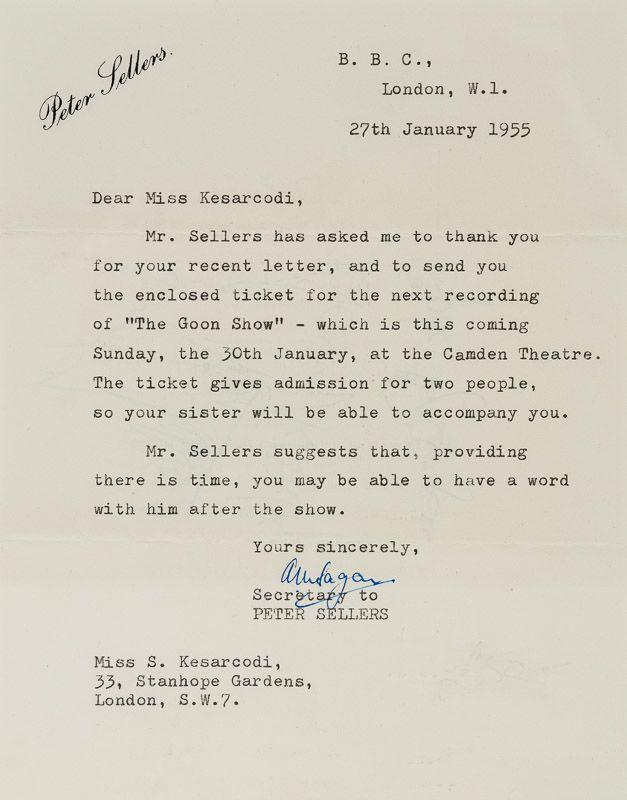 Peter Sellers.
B. B. C.,
London, W.1.
27th January 1955
Dear Miss Kesarcodi,
Mr. Sellers has asked me to thank you
for your recent letter, and to send you
the enclosed ticket for the next recording
of "The Goon Show" - which is this coming
Sunday, the 30th January, at the Camden Theatre.
The ticket gives admission for two people,
so your sister will be able to accompany you.
Mr. Sellers suggests that, providing
there is time, you may be able to have a word
with him after the show.
Yours sincerely,
Secretary to
PETER SELLERS
Miss S. Kesarcodi,
33, Stanhope Gardens,
London, S.W.7.